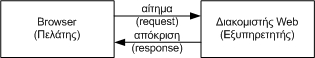 Browser
(Πελάτης)
αίτημα
(request)
απόκριση
(response)
Διακομιστής Web
(Εξυπηρετητής)